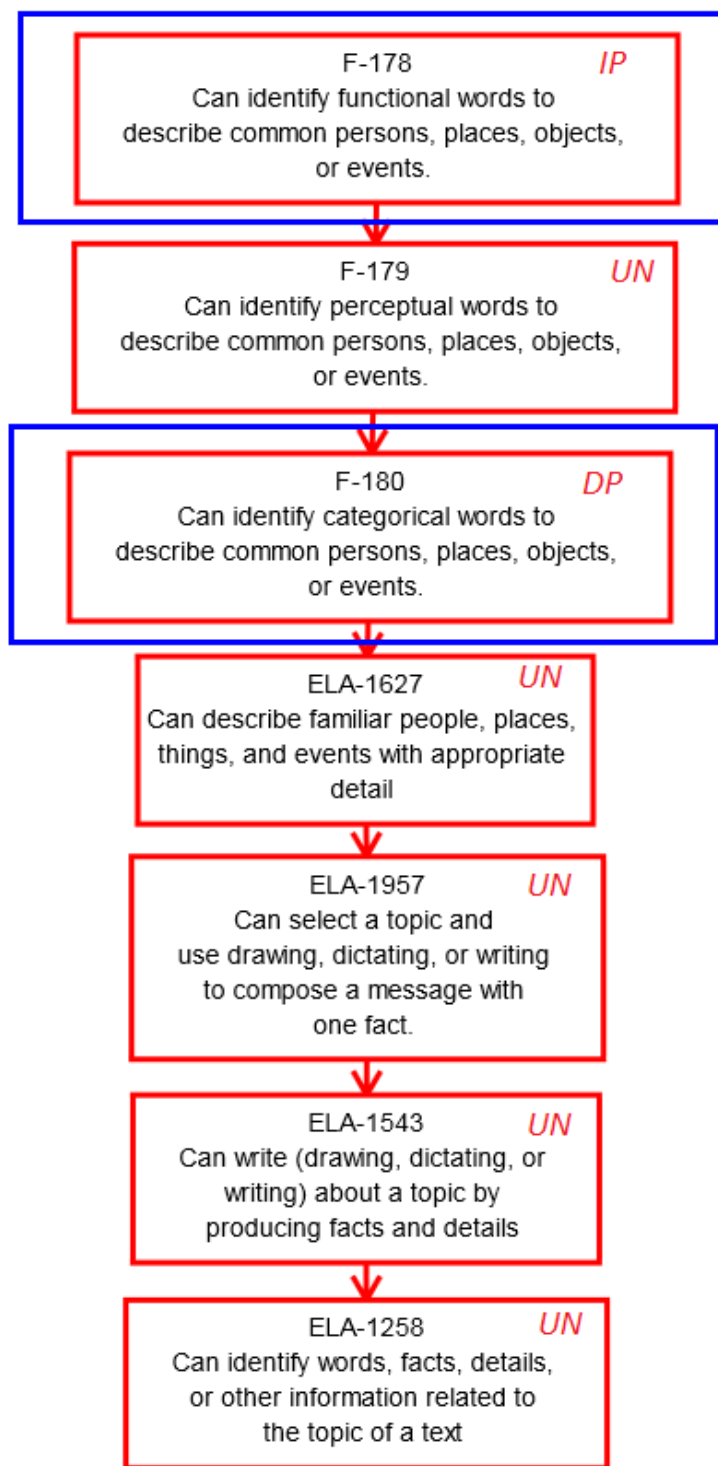 F-178 IP
Can identify functional words to
describe common persons, places, objects,
or events.
F-179 UN
Can identify perceptual words to
describe common persons, places, objects,
or events.
F-180 DP
Can identify categorical words to
describe common persons, places, objects,
or events.
ELA-1627 UN
Can describe familiar people, places,
things, and events with appropriate
detail
ELA-1957 UN
Can select a topic and
use drawing, dictating, or writing
to compose a message with
one fact.
ELA-1543 UN
Can write (drawing, dictating, or
writing) about a topic by
producing facts and details
ELA-1258 UN
Can identify words, facts, details,
or other information related to
the topic of a text